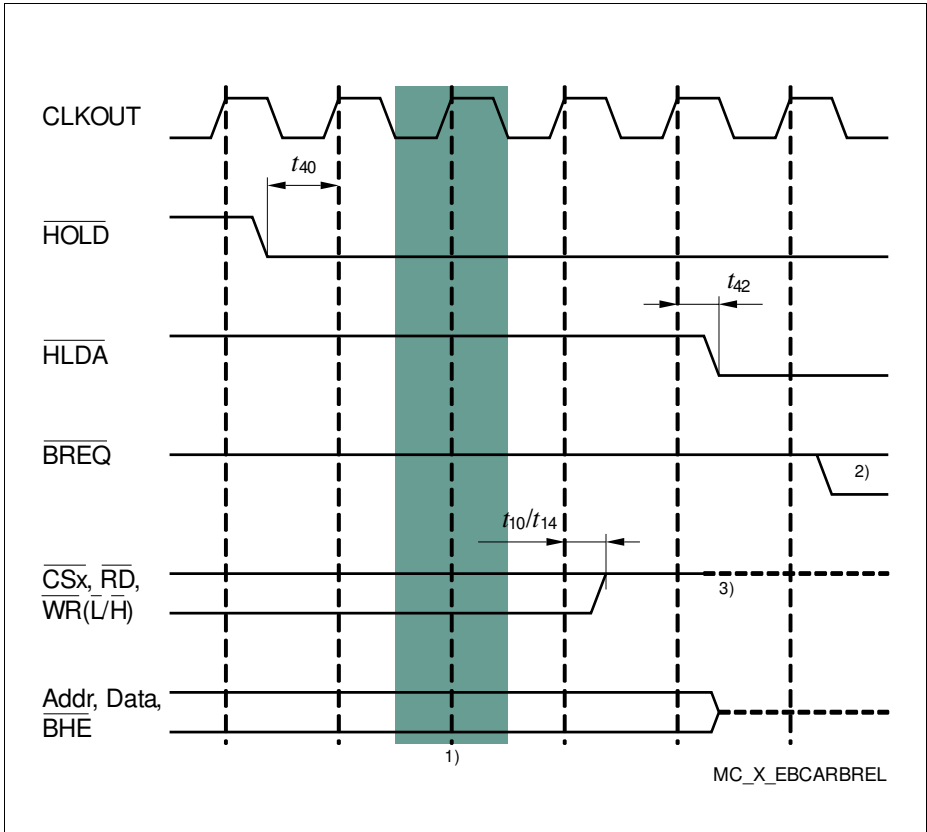 CLKOUT
t40
HOLD
t42
HLDA
BREQ
2)
t10/t14
CSx, RD,
WR(L/H)
3)
Addr, Data,
BHE
1)
MC_X_EBCARBREL